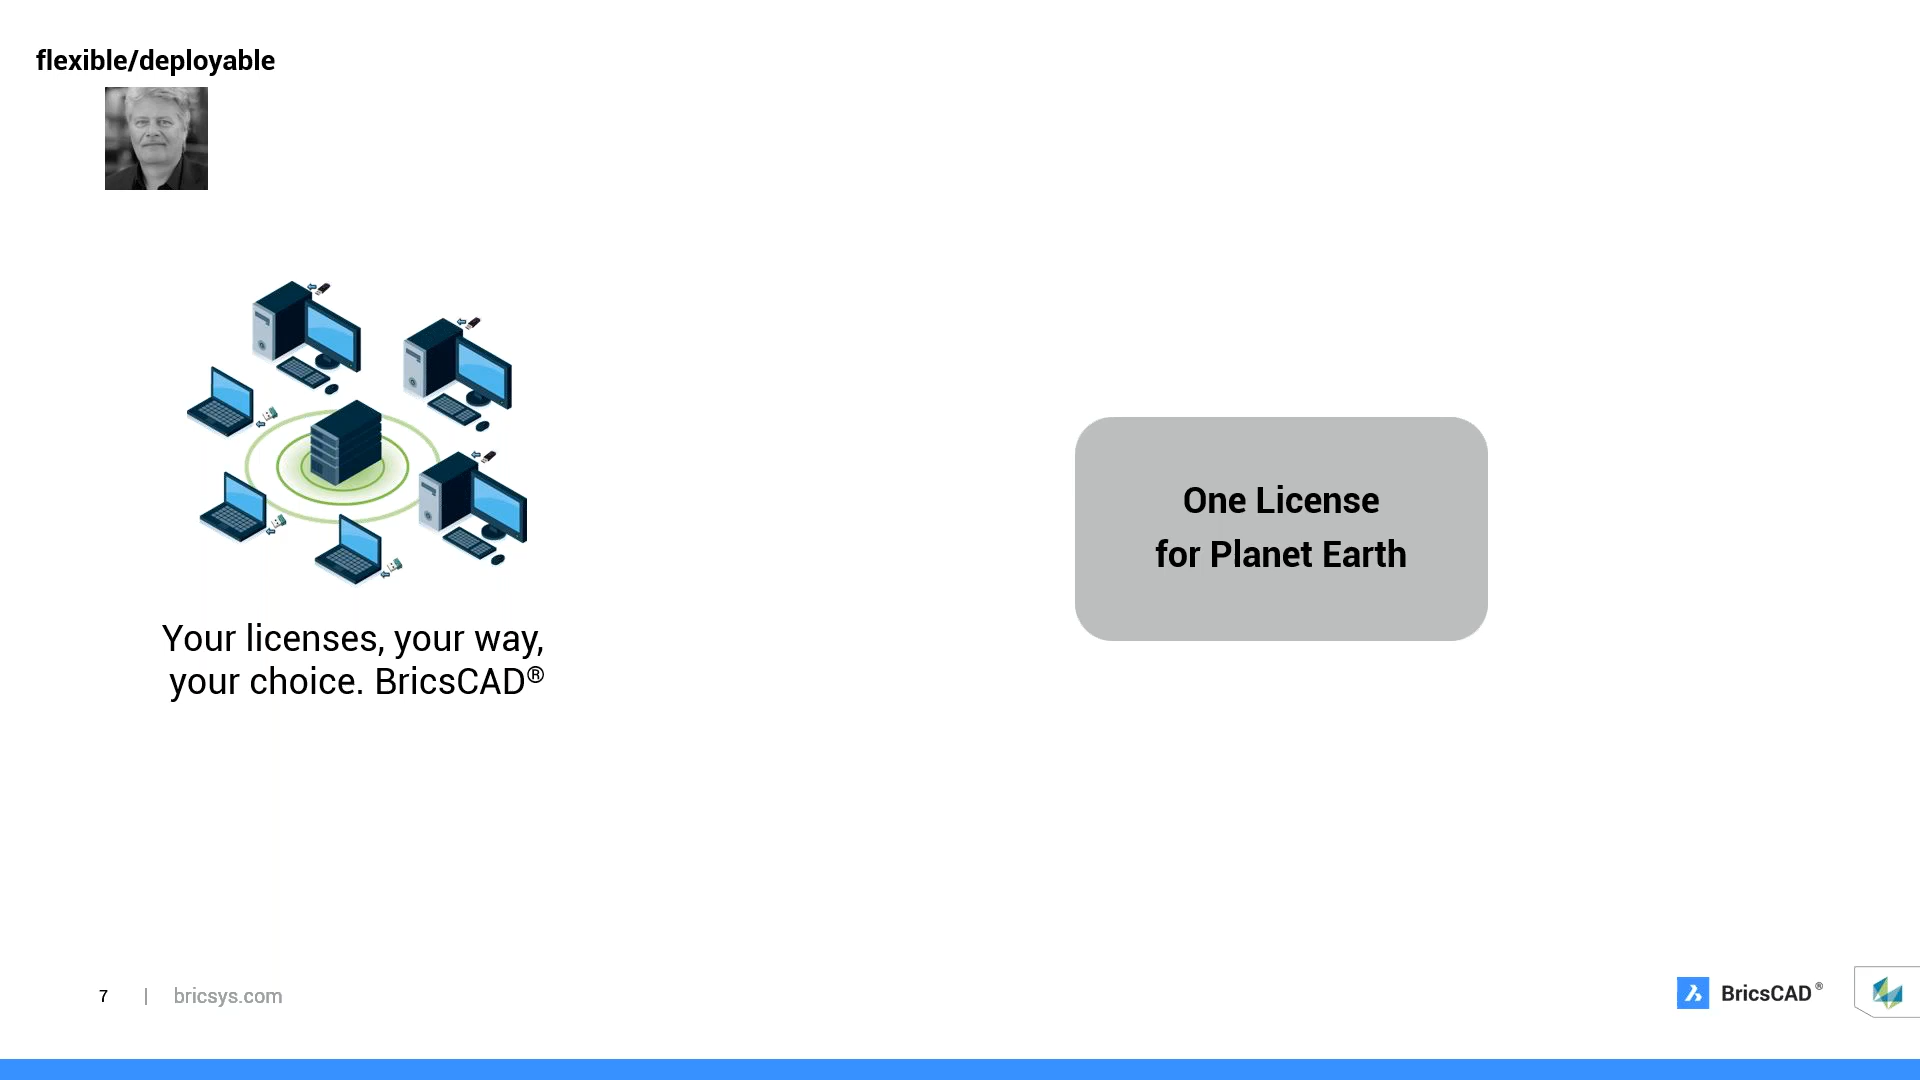 flexible/deployable
Your licenses, your way,
your choice. BricsCAD®
One License
for Planet Earth
7 | bricsys.com
BricsCAD®